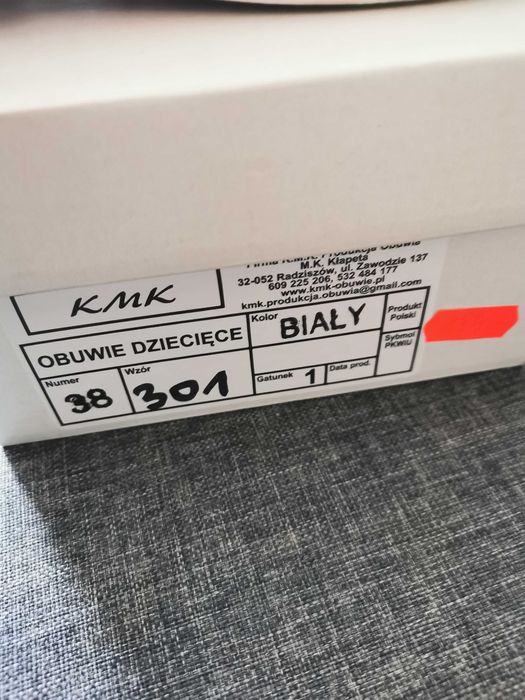 M.K. Kłapeta
32-052 Radziszów, ul. Zawodzie 137
609 225 206, 532 484 177
www.kmk-obuwie.pl
kmk.produkcja.obuwia@gmail.com
KMK
OBUWIE DZIECIĘCE
Kolor
BIAŁY
Produkt
Polski
Numer
38
Wzór
301
Gatunek 1
Data prod.
Sybmol
PKWiU